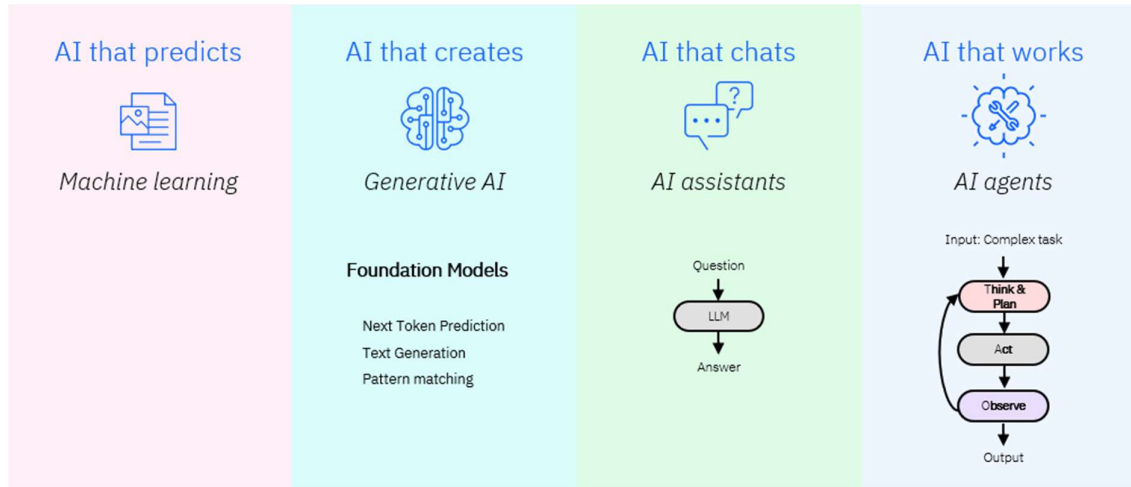 AI that predicts
Machine learning
AI that creates
Generative AI
Foundation Models
Next Token Prediction
Text Generation
Pattern matching
AI that chats
?
AI assistants
Question
LLM
Answer
AI that works
AI agents
Input: Complex task
Think &
Plan
Act
Observe
Output